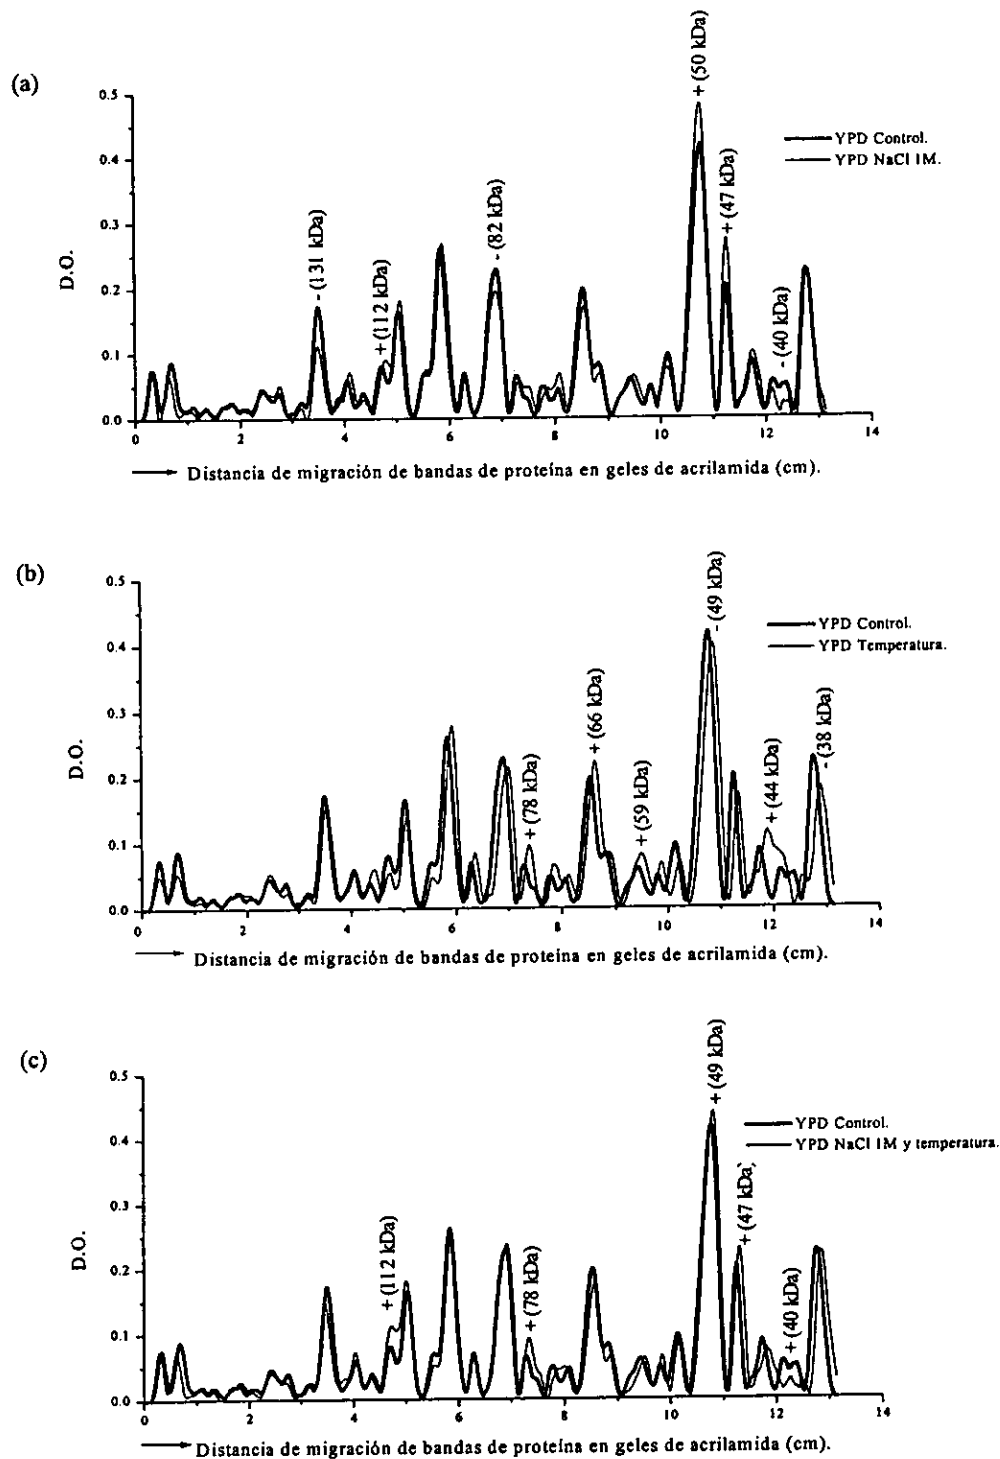 (a)
D.O.
0.5
0.4
0.3
0.2
0.1
0.0
- (131 kDa)
+ (112 kDa)
- (82 kDa)
+ (50 kDa)
+ (47 kDa)
- (40 kDa)
YPD Control.
YPD NaCl 1M.
0 2 4 6 8 10 12 14
Distancia de migración de bandas de proteína en geles de acrilamida (cm).
(b)
D.O.
0.5
0.4
0.3
0.2
0.1
0.0
+ (78 kDa)
+ (66 kDa)
+ (59 kDa)
- (49 kDa)
+ (44 kDa)
- (38 kDa)
YPD Control.
YPD Temperatura.
0 2 4 6 8 10 12 14
Distancia de migración de bandas de proteína en geles de acrilamida (cm).
(c)
D.O.
0.5
0.4
0.3
0.2
0.1
0.0
+ (112 kDa)
+ (78 kDa)
+ (49 kDa)
+ (47 kDa)
+ (40 kDa)
YPD Control.
YPD NaCl 1M y temperatura.
0 2 4 6 8 10 12 14
Distancia de migración de bandas de proteína en geles de acrilamida (cm).